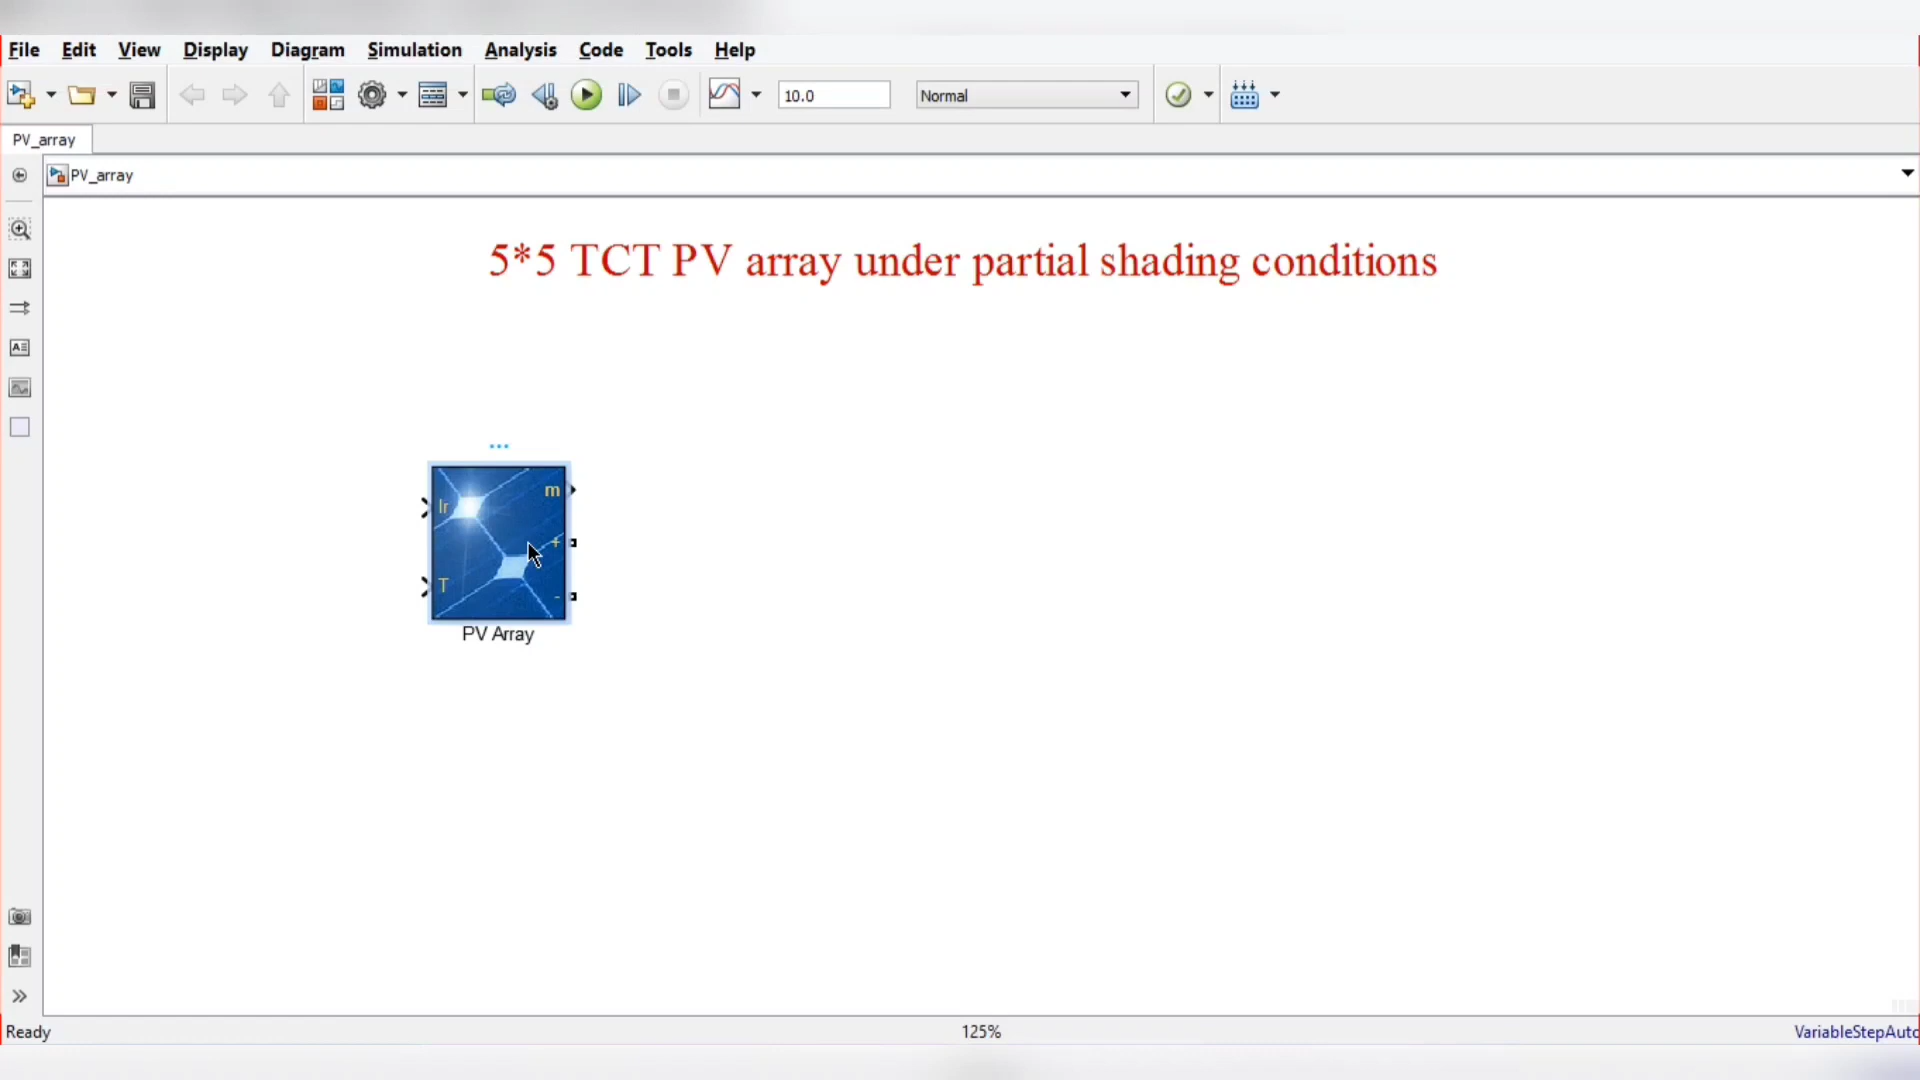 File Edit View Display Diagram Simulation Analysis Code Tools Help
10.0 Normal
PV_array
PV_array
5*5 TCT PV array under partial shading conditions
Ir m
+
T -
PV Array
Ready 125% VariableStepAuto